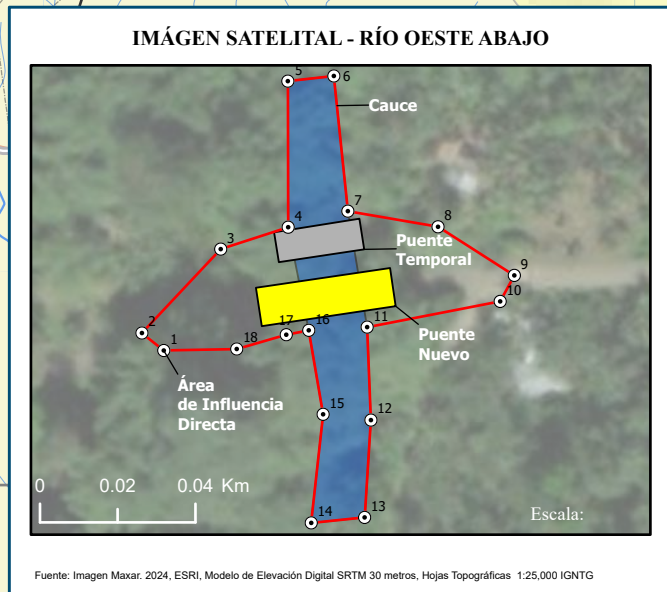 IMÁGEN SATELITAL - RÍO OESTE ABAJO
5
6
Cauce
7
4
8
3
Puente
Temporal
9
10
2
17
16
11
1
18
Puente
Nuevo
Área
de Influencia
Directa
15
12
0 0.02 0.04 Km
14
13
Escala:
Fuente: Imagen Maxar. 2024, ESRI, Modelo de Elevación Digital SRTM 30 metros, Hojas Topográficas 1:25,000 IGNTG